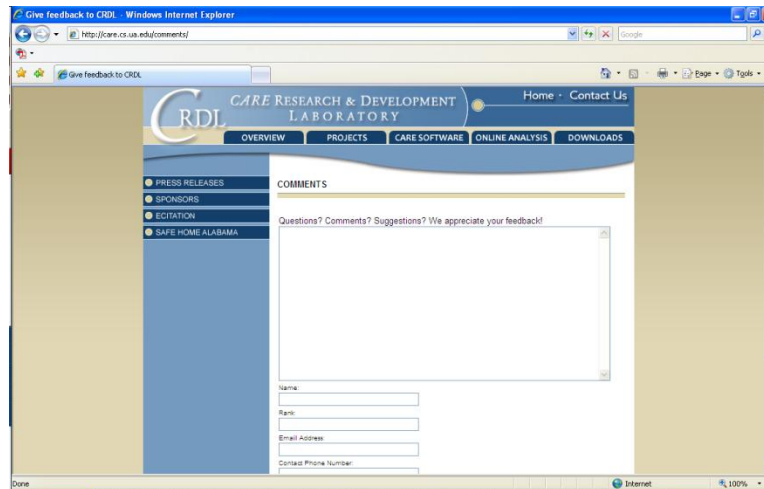 Give feedback to CRDL - Windows Internet Explorer
http://care.cs.ua.edu/comments/
Google
Give feedback to CRDL
Page
Tools
CRDL
CARE RESEARCH & DEVELOPMENT
LABORATORY
Home - Contact Us
OVERVIEW
PROJECTS
CARE SOFTWARE
ONLINE ANALYSIS
DOWNLOADS
PRESS RELEASES
SPONSORS
ECITATION
SAFE HOME ALABAMA
COMMENTS
Questions? Comments? Suggestions? We appreciate your feedback!
Name:
Rank:
Email Address:
Contact Phone Number:
Done
Internet
100%